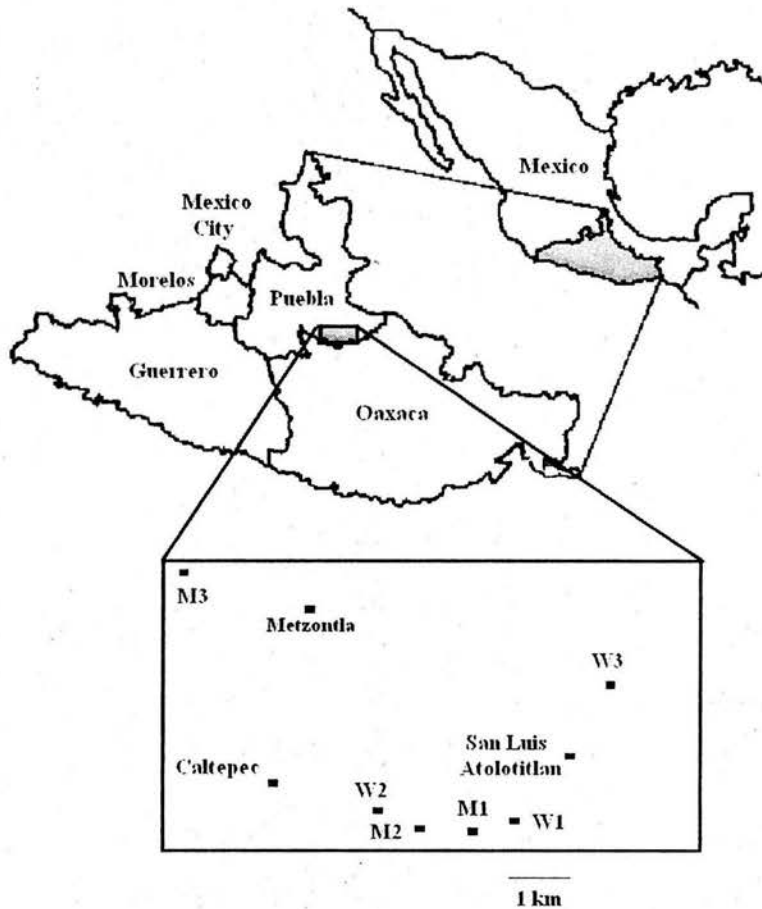 Mexico
Mexico
City
Morelos
Puebla
Guerrero
Oaxaca
M3
Metzontla
W3
San Luis
Atolotitlan
Caltepec
W2
M1
M2
W1
1 km